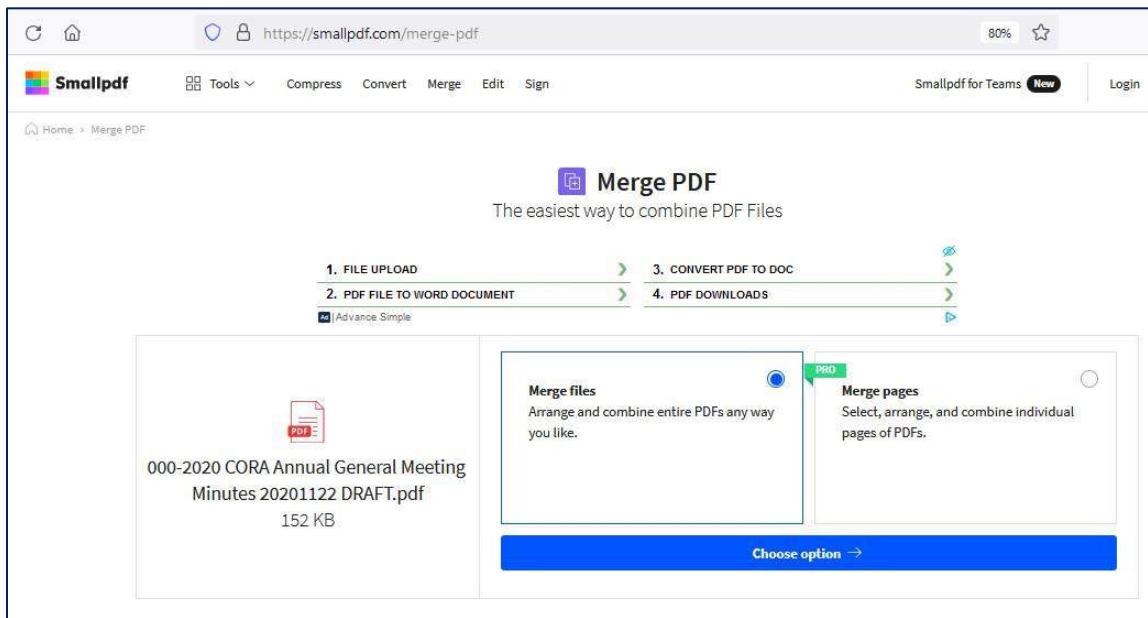 https://smallpdf.com/merge-pdf 80%
Smallpdf Tools Compress Convert Merge Edit Sign Smallpdf for Teams New Login
Home > Merge PDF
Merge PDF
The easiest way to combine PDF Files
1. FILE UPLOAD
2. PDF FILE TO WORD DOCUMENT
3. CONVERT PDF TO DOC
4. PDF DOWNLOADS
Ad | Advance Simple
PDF
000-2020 CORA Annual General Meeting
Minutes 20201122 DRAFT.pdf
152 KB
Merge files
Arrange and combine entire PDFs any way
you like.
PRO
Merge pages
Select, arrange, and combine individual
pages of PDFs.
Choose option →